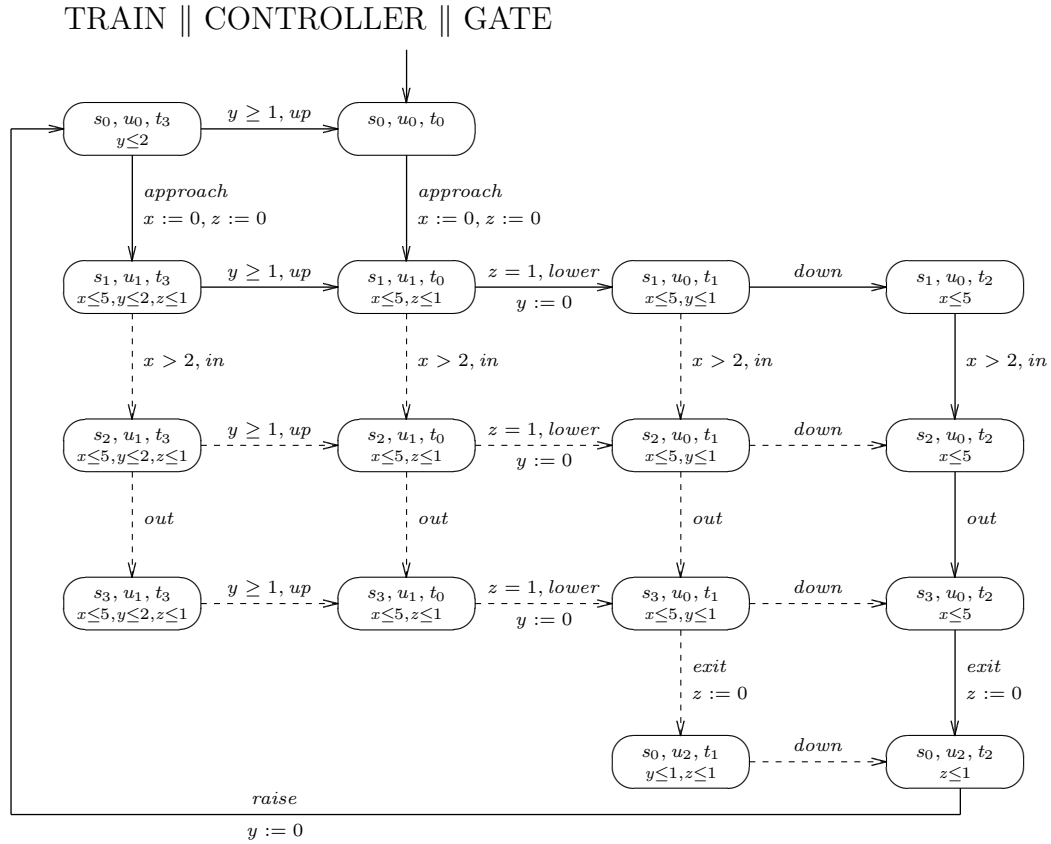 TRAIN ∥ CONTROLLER ∥ GATE
s₀, u₀, t₃
y≤2
y ≥ 1, up
s₀, u₀, t₀
approach
x := 0, z := 0
approach
x := 0, z := 0
s₁, u₁, t₃
x≤5,y≤2,z≤1
y ≥ 1, up
s₁, u₁, t₀
x≤5,z≤1
z = 1, lower
y := 0
s₁, u₀, t₁
x≤5,y≤1
down
s₁, u₀, t₂
x≤5
x > 2, in
x > 2, in
x > 2, in
x > 2, in
s₂, u₁, t₃
x≤5,y≤2,z≤1
y ≥ 1, up
s₂, u₁, t₀
x≤5,z≤1
z = 1, lower
y := 0
s₂, u₀, t₁
x≤5,y≤1
down
s₂, u₀, t₂
x≤5
out
out
out
out
s₃, u₁, t₃
x≤5,y≤2,z≤1
y ≥ 1, up
s₃, u₁, t₀
x≤5,z≤1
z = 1, lower
y := 0
s₃, u₀, t₁
x≤5,y≤1
down
s₃, u₀, t₂
x≤5
exit
z := 0
exit
z := 0
s₀, u₂, t₁
y≤1,z≤1
down
s₀, u₂, t₂
z≤1
raise
y := 0